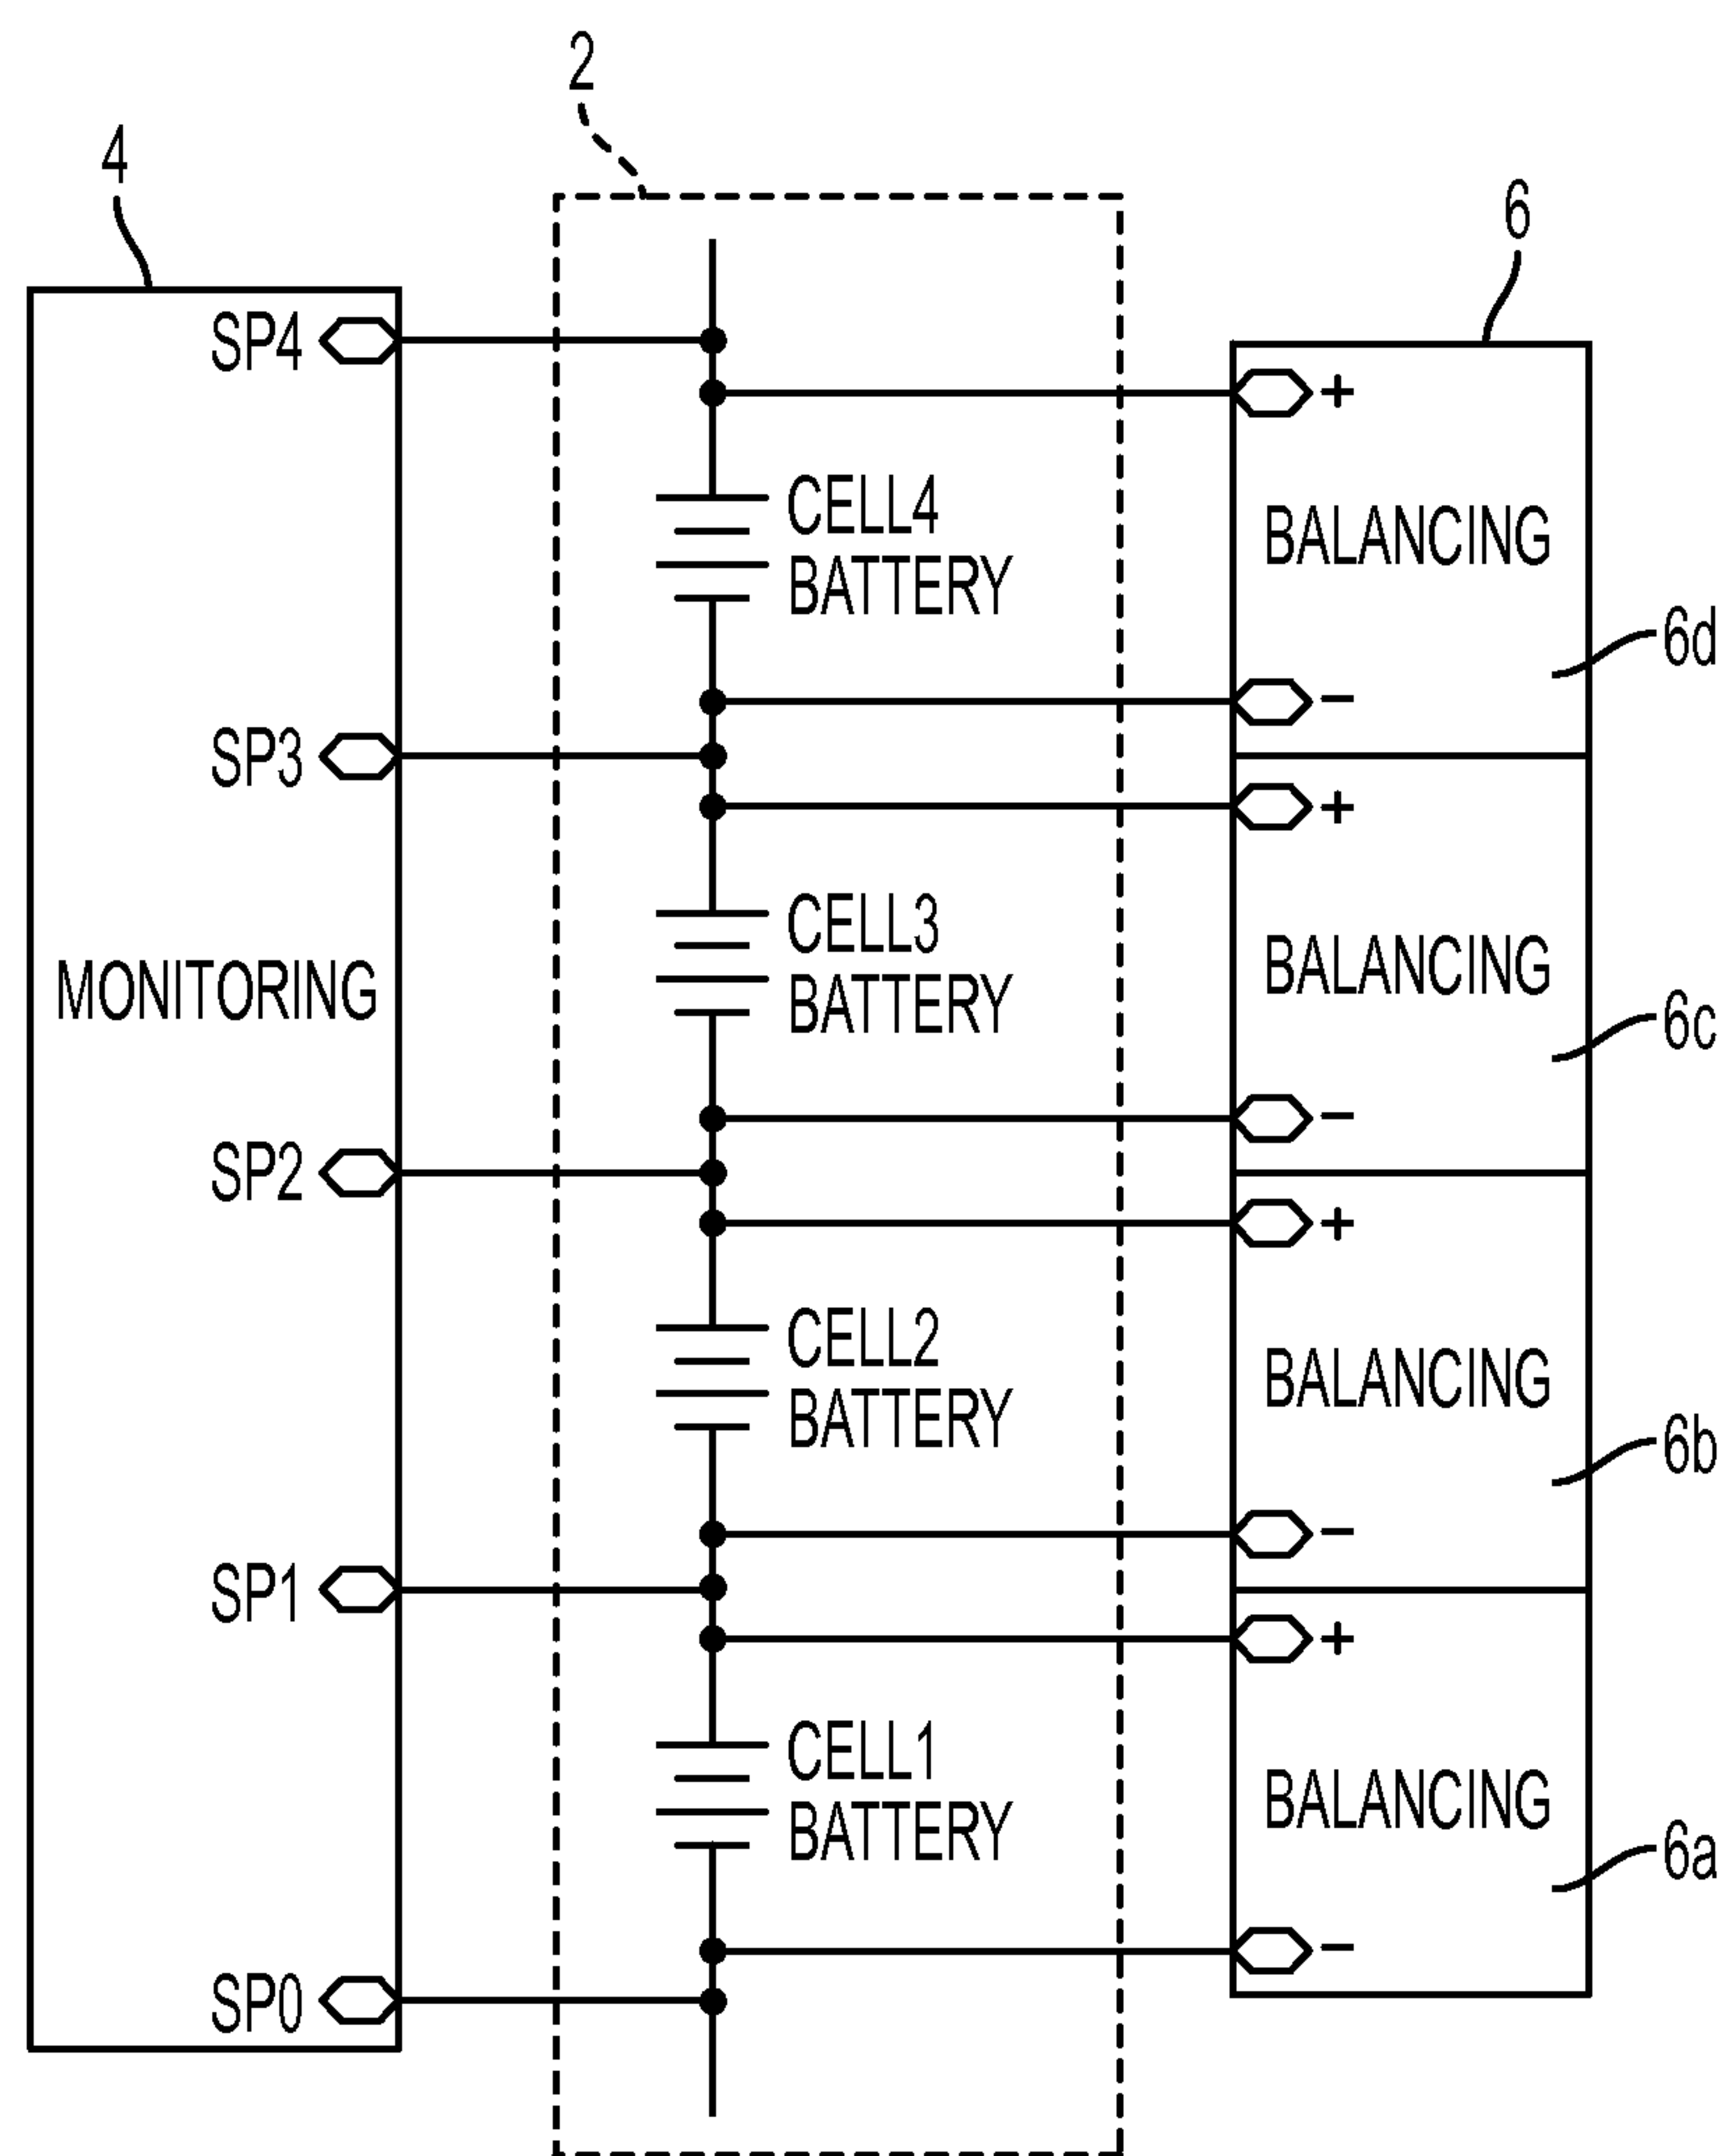 2
4
6
SP4
+
CELL4
BATTERY
BALANCING
6d
−
SP3
+
CELL3
BATTERY
MONITORING
BALANCING
6c
−
SP2
+
CELL2
BATTERY
BALANCING
6b
−
SP1
+
CELL1
BATTERY
BALANCING
6a
−
SP0